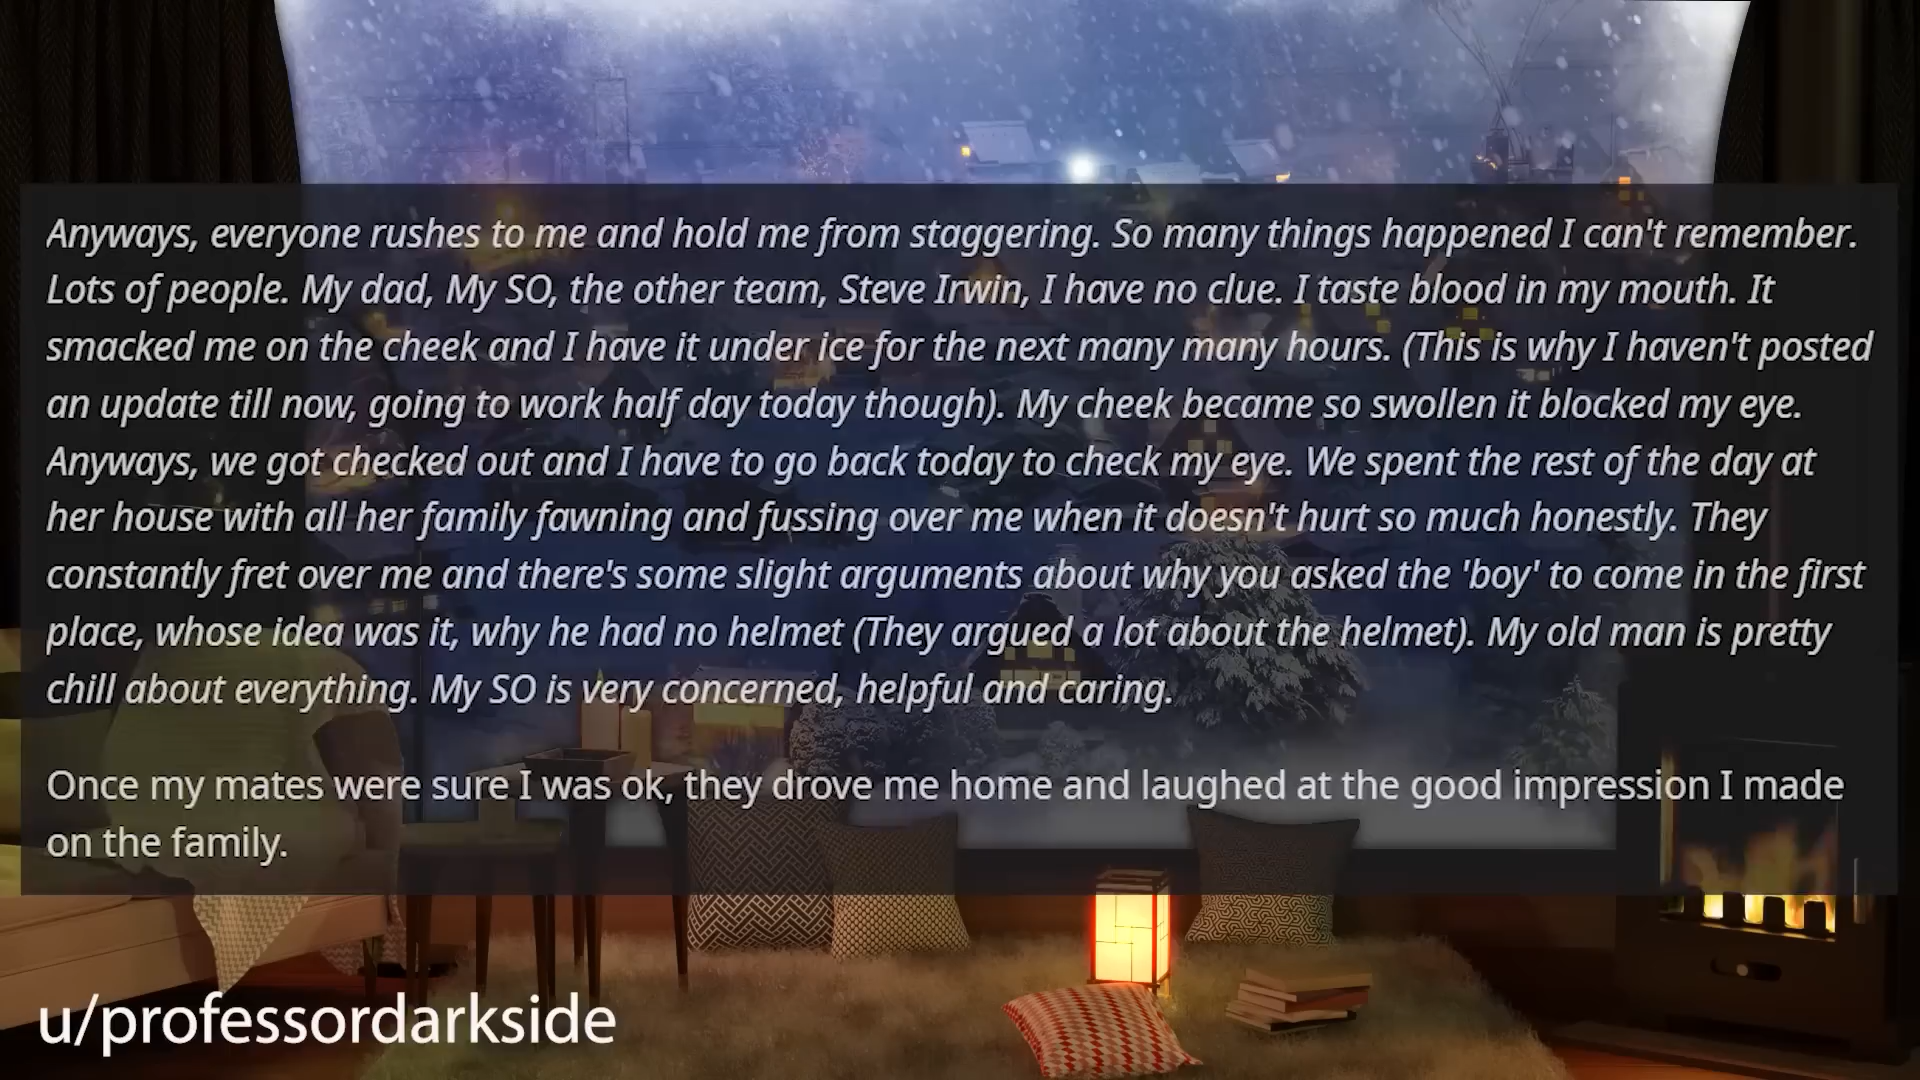 Anyways, everyone rushes to me and hold me from staggering. So many things happened I can't remember.
Lots of people. My dad, My SO, the other team, Steve Irwin, I have no clue. I taste blood in my mouth. It
smacked me on the cheek and I have it under ice for the next many many hours. (This is why I haven't posted
an update till now, going to work half day today though). My cheek became so swollen it blocked my eye.
Anyways, we got checked out and I have to go back today to check my eye. We spent the rest of the day at
her house with all her family fawning and fussing over me when it doesn't hurt so much honestly. They
constantly fret over me and there's some slight arguments about why you asked the 'boy' to come in the first
place, whose idea was it, why he had no helmet (They argued a lot about the helmet). My old man is pretty
chill about everything. My SO is very concerned, helpful and caring.
Once my mates were sure I was ok, they drove me home and laughed at the good impression I made
on the family.
u/professordarkside